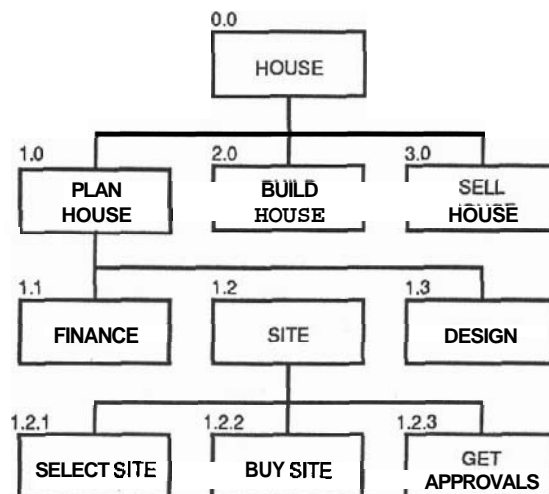 0.0
HOUSE
1.0
2.0
3.0
PLAN
HOUSE
BUILD
HOUSE
SELL
HOUSE
1.1
1.2
1.3
FINANCE
SITE
DESIGN
1.2.1
1.2.2
1.2.3
SELECT SITE
BUY SITE
GET
APPROVALS